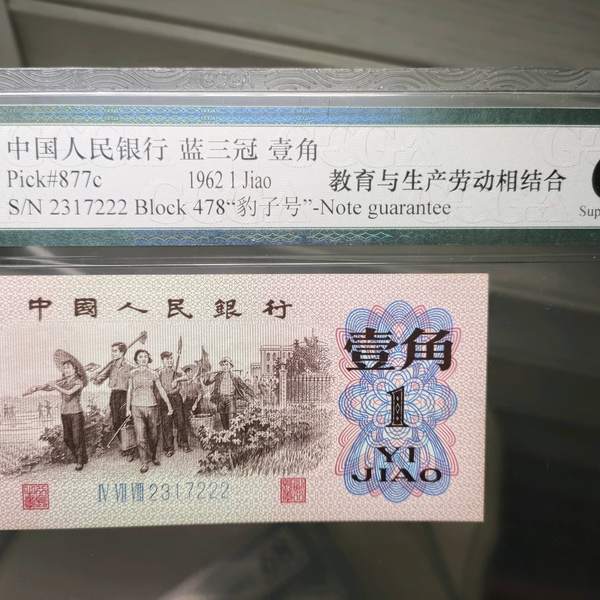 中国人民银行 蓝三冠 壹角
Pick#877c 1962 1 Jiao 教育与生产劳动相结合
S/N 2317222 Block 478“豹子号”-Note guarantee
Sup
中國人民銀行
壹角
1
YI
JIAO
IV VII VIII 2317222